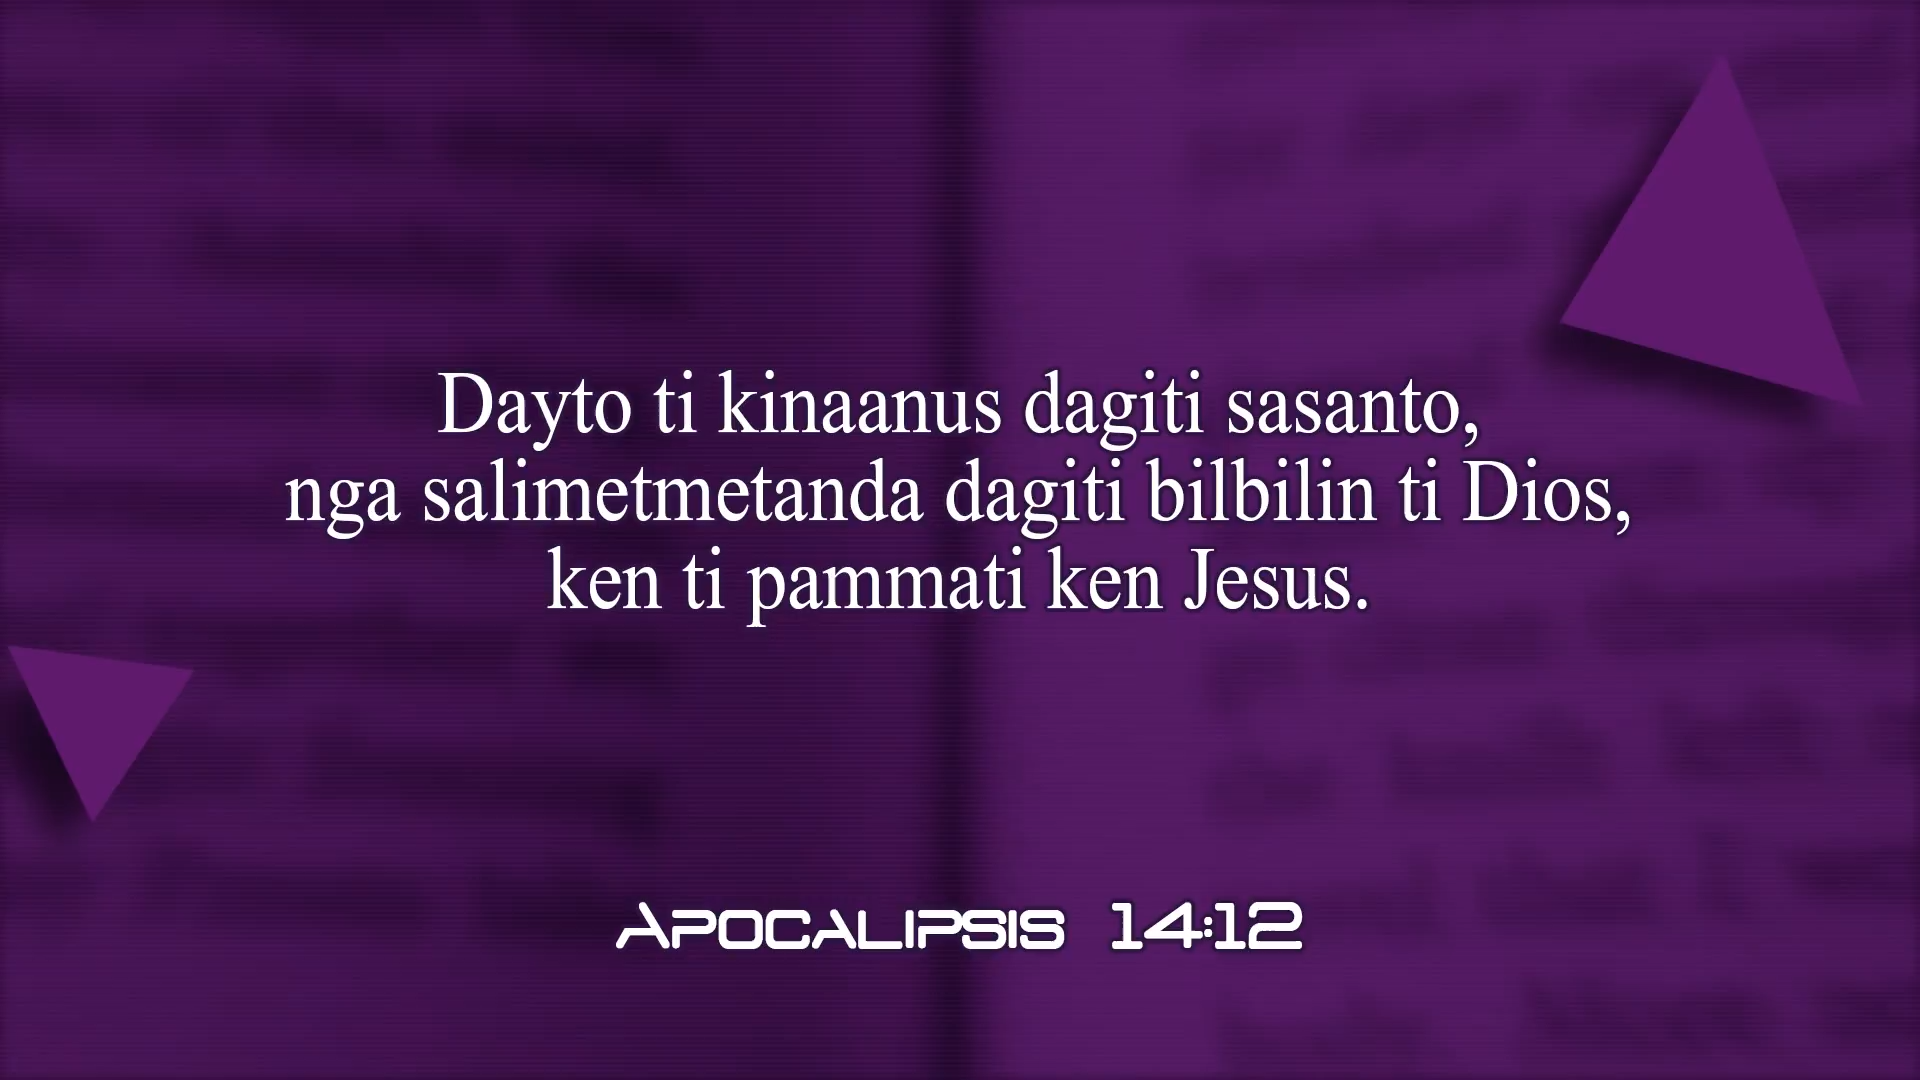 Dayto ti kinaanus dagiti sasanto,
nga salimetmetanda dagiti bilbilin ti Dios,
ken ti pammati ken Jesus.
Apocalipsis 14:12